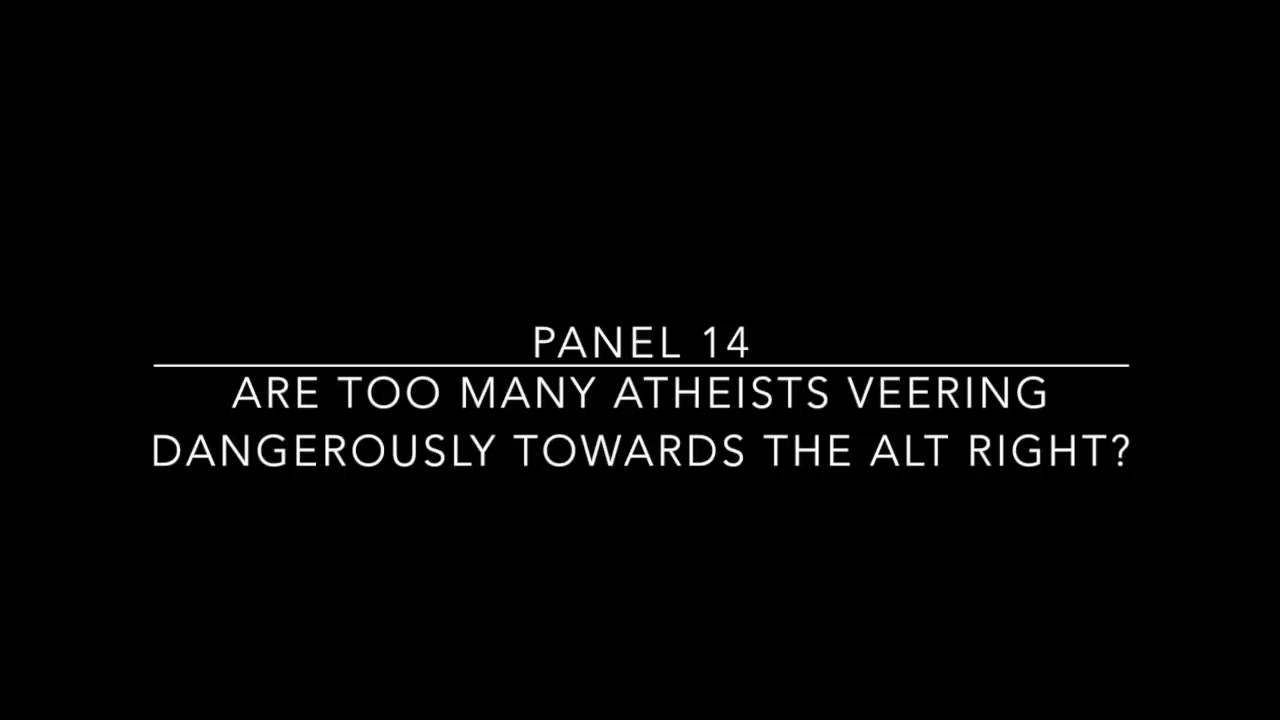 PANEL 14
ARE TOO MANY ATHEISTS VEERING
DANGEROUSLY TOWARDS THE ALT RIGHT?